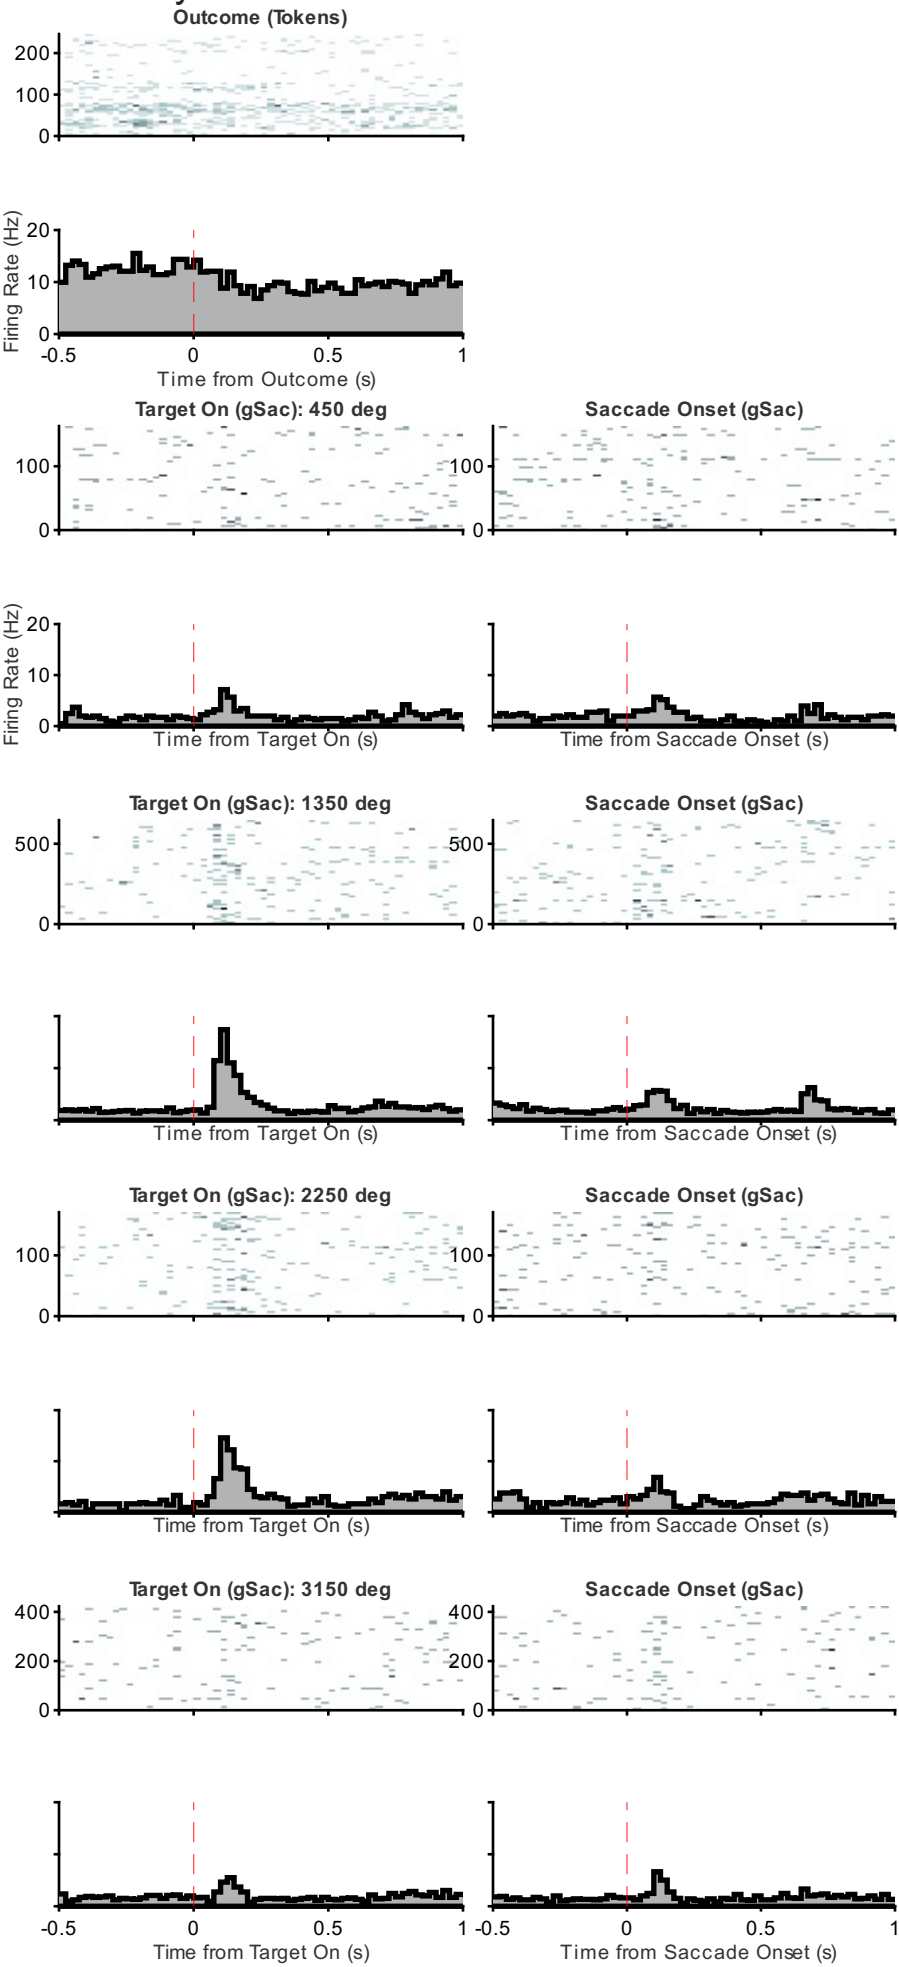 Outcome (Tokens)
200
100
0
Firing Rate (Hz)
20
10
0
-0.5 0 0.5 1
Time from Outcome (s)
Target On (gSac): 450 deg Saccade Onset (gSac)
100 100
0 0
Firing Rate (Hz)
20
10
0
Time from Target On (s) Time from Saccade Onset (s)
Target On (gSac): 1350 deg Saccade Onset (gSac)
500 500
0 0
Time from Target On (s) Time from Saccade Onset (s)
Target On (gSac): 2250 deg Saccade Onset (gSac)
100 100
0 0
Time from Target On (s) Time from Saccade Onset (s)
Target On (gSac): 3150 deg Saccade Onset (gSac)
400 400
200 200
0 0
-0.5 0 0.5 1 -0.5 0 0.5 1
Time from Target On (s) Time from Saccade Onset (s)